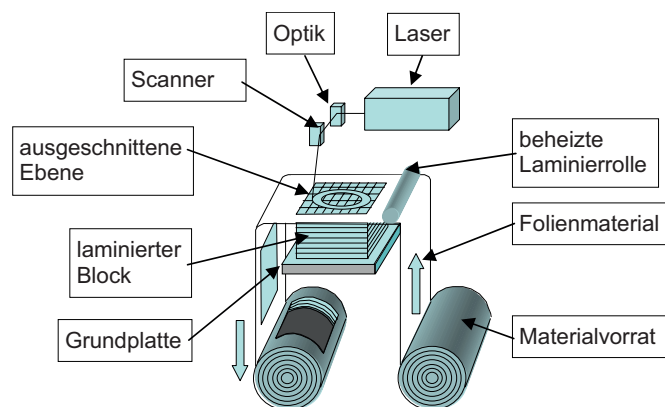 Optik
Laser
Scanner
ausgeschnittene
Ebene
beheizte
Laminierrolle
laminierter
Block
Folienmaterial
Grundplatte
Materialvorrat